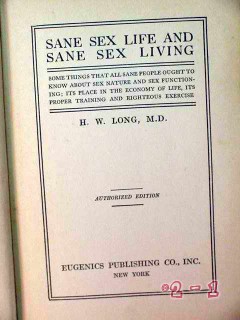 SANE SEX LIFE AND
SANE SEX LIVING
SOME THINGS THAT ALL SANE PEOPLE OUGHT TO
KNOW ABOUT SEX NATURE AND SEX FUNCTION-
ING; ITS PLACE IN THE ECONOMY OF LIFE, ITS
PROPER TRAINING AND RIGHTEOUS EXERCISE
H. W. LONG, M.D.
AUTHORIZED EDITION
EUGENICS PUBLISHING CO., INC.
NEW YORK
@2-1